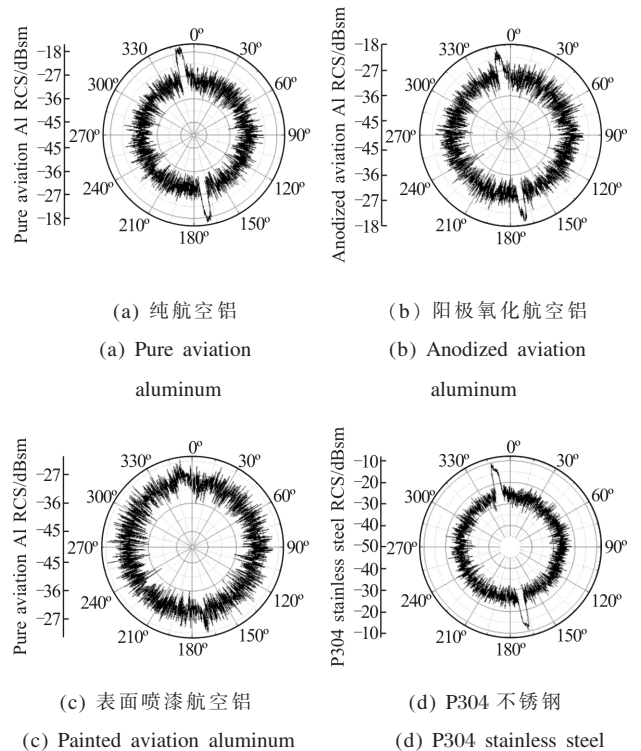 Pure aviation Al RCS/dBsm
−18
−27
−36
−45
−45
−36
−27
−18
0º
30º
60º
90º
120º
150º
180º
210º
240º
270º
300º
330
Anodized aviation Al RCS/dBsm
−18
−27
−36
−45
−45
−36
−27
−18
0º
30º
60º
90º
120º
150º
180º
210º
240º
270º
300º
330
(a) 纯航空铝
(a) Pure aviation
aluminum
(b) 阳极氧化航空铝
(b) Anodized aviation
aluminum
Pure aviation Al RCS/dBsm
−27
−36
−45
−45
−36
−27
0º
30º
60º
90º
120º
150º
180º
210º
240º
270º
300º
330
P304 stainless steel RCS/dBsm
−10
−20
−30
−40
−50
−40
−30
−20
−10
0º
30º
60º
90º
120º
150º
180º
210º
240º
270º
300º
330
(c) 表面喷漆航空铝
(c) Painted aviation aluminum
(d) P304 不锈钢
(d) P304 stainless steel